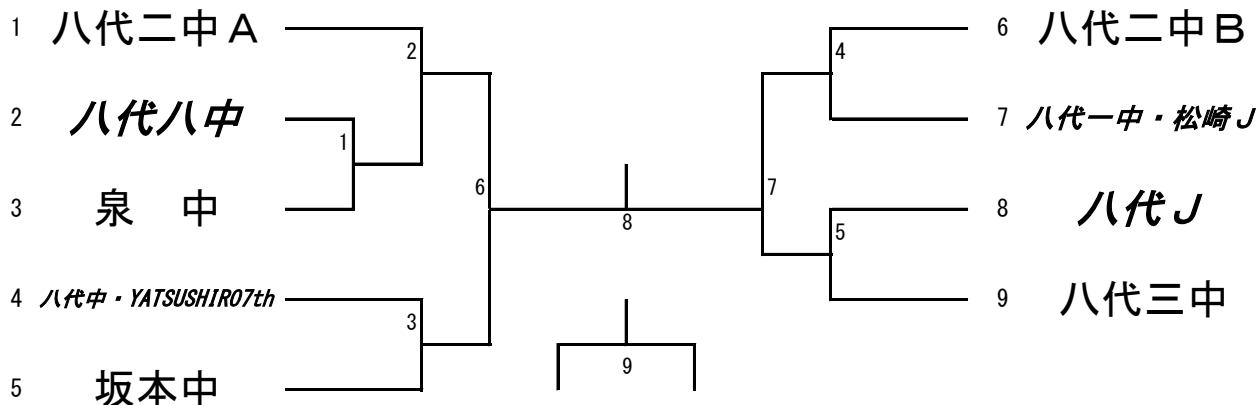 1 八代二中A
2 八代八中
3 泉　中
4 八代中・YATSUSHIRO7th
5 坂本中
2
1
6
3
8
9
4
7
5
6 八代二中B
7 八代一中・松崎J
8 八代J
9 八代三中